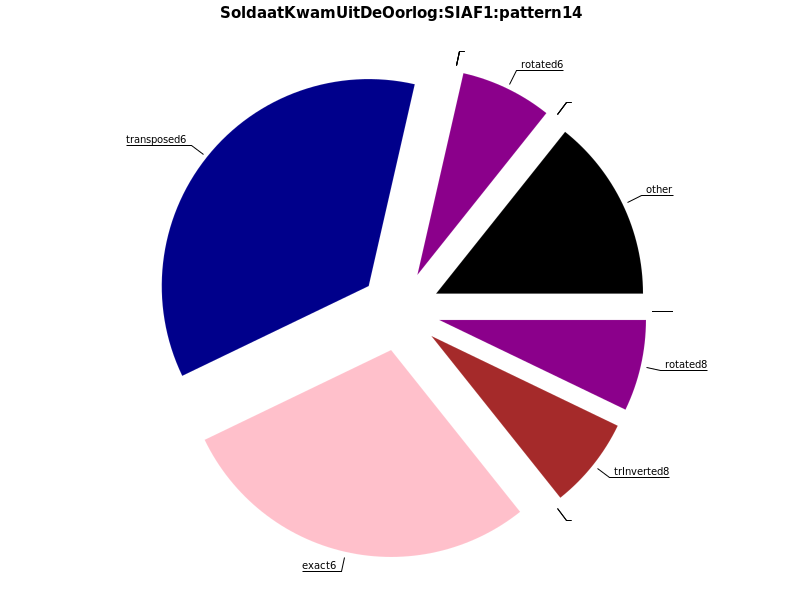 SoldaatKwamUitDeOorlog:SIAF1:pattern14
rotated6
transposed6
other
rotated8
trInverted8
exact6